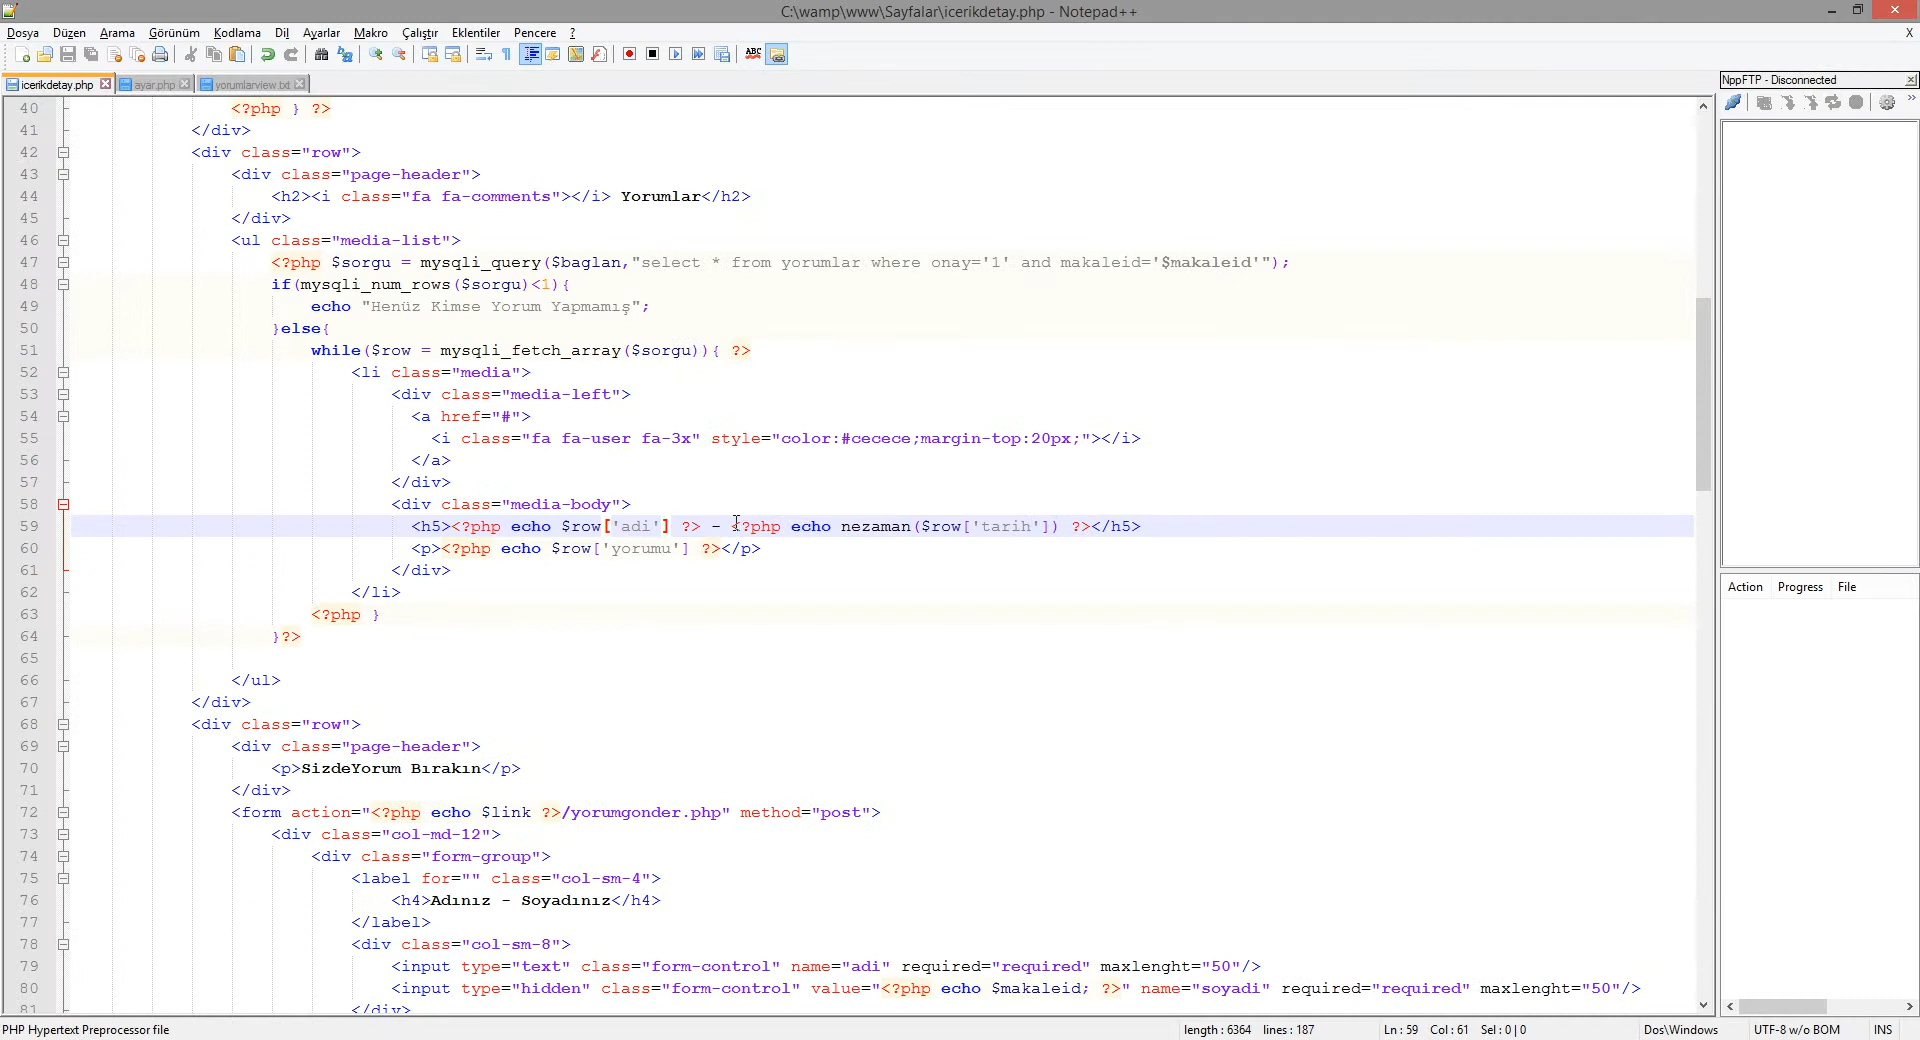 C:\wamp\www\Sayfalar\icerikdetay.php - Notepad++
Dosya Düzen Arama Görünüm Kodlama Dil Ayarlar Makro Çalıştır Eklentiler Pencere ? X
ABC
icerikdetay.php ayar.php yorumlarview.txt
NppFTP - Disconnected
40 <?php } ?>
41 </div>
42 <div class="row">
43 <div class="page-header">
44 <h2><i class="fa fa-comments"></i> Yorumlar</h2>
45 </div>
46 <ul class="media-list">
47 <?php $sorgu = mysqli_query($baglan,"select * from yorumlar where onay='1' and makaleid='$makaleid'");
48 if(mysqli_num_rows($sorgu)<1){
49 echo "Henüz Kimse Yorum Yapmamış";
50 }else{
51 while($row = mysqli_fetch_array($sorgu)){ ?>
52 <li class="media">
53 <div class="media-left">
54 <a href="#">
55 <i class="fa fa-user fa-3x" style="color:#cecece;margin-top:20px;"></i>
56 </a>
57 </div>
58 <div class="media-body">
59 <h5><?php echo $row['adi'] ?> - <?php echo nezaman($row['tarih']) ?></h5>
60 <p><?php echo $row['yorumu'] ?></p>
61 </div>
62 </li>
63 <?php }
64 }?>
65
66 </ul>
67 </div>
68 <div class="row">
69 <div class="page-header">
70 <p>SizdeYorum Bırakın</p>
71 </div>
72 <form action="<?php echo $link ?>/yorumgonder.php" method="post">
73 <div class="col-md-12">
74 <div class="form-group">
75 <label for="" class="col-sm-4">
76 <h4>Adınız - Soyadınız</h4>
77 </label>
78 <div class="col-sm-8">
79 <input type="text" class="form-control" name="adi" required="required" maxlenght="50"/>
80 <input type="hidden" class="form-control" value="<?php echo $makaleid; ?>" name="soyadi" required="required" maxlenght="50"/>
81 </div>
Action Progress File
PHP Hypertext Preprocessor file length : 6364 lines : 187 Ln : 59 Col : 61 Sel : 0 | 0 Dos\Windows UTF-8 w/o BOM INS